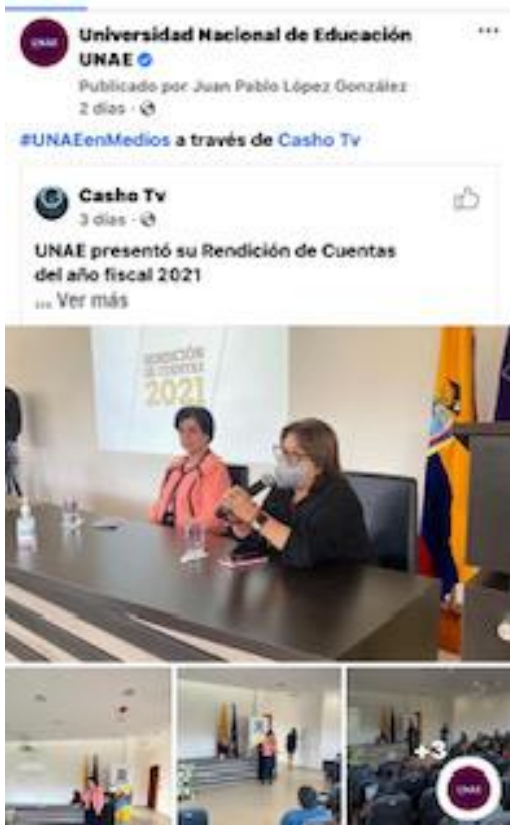 UNAE
Universidad Nacional de Educación
UNAE
Publicado por Juan Pablo López González
2 días ·
#UNAEenMedios a través de Casho Tv
Casho Tv
3 días ·
UNAE presentó su Rendición de Cuentas
del año fiscal 2021
... Ver más
RENDICIÓN
DE CUENTAS
2021
+3
UNAE